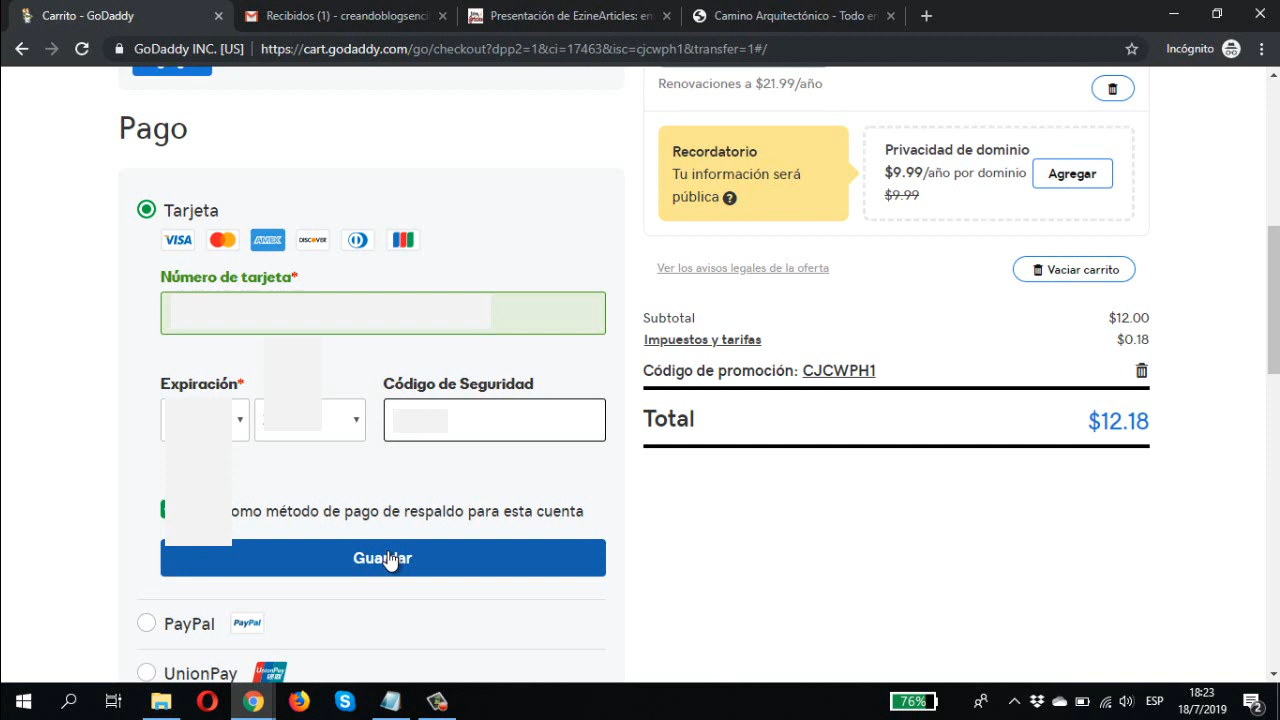 Carrito - GoDaddy
Recibidos (1) - creandoblogsenci
Presentación de EzineArticles: em
Camino Arquitectónico - Todo en
GoDaddy INC. [US]
https://cart.godaddy.com/go/checkout?dpp2=1&ci=17463&isc=cjcwph1&transfer=1#/
Incógnito
Pago
Tarjeta
VISA
AMEX
DISCOVER
Número de tarjeta*
Expiración*
Código de Seguridad
omo método de pago de respaldo para esta cuenta
Guardar
PayPal
PayPal
UnionPay
UnionPay
Renovaciones a $21.99/año
Recordatorio
Tu información será
pública ?
Privacidad de dominio
$9.99/año por dominio
$9.99
Agregar
Ver los avisos legales de la oferta
Vaciar carrito
Subtotal $12.00
Impuestos y tarifas $0.18
Código de promoción: CJCWPH1
Total $12.18
76%
ESP
18:23
18/7/2019
2